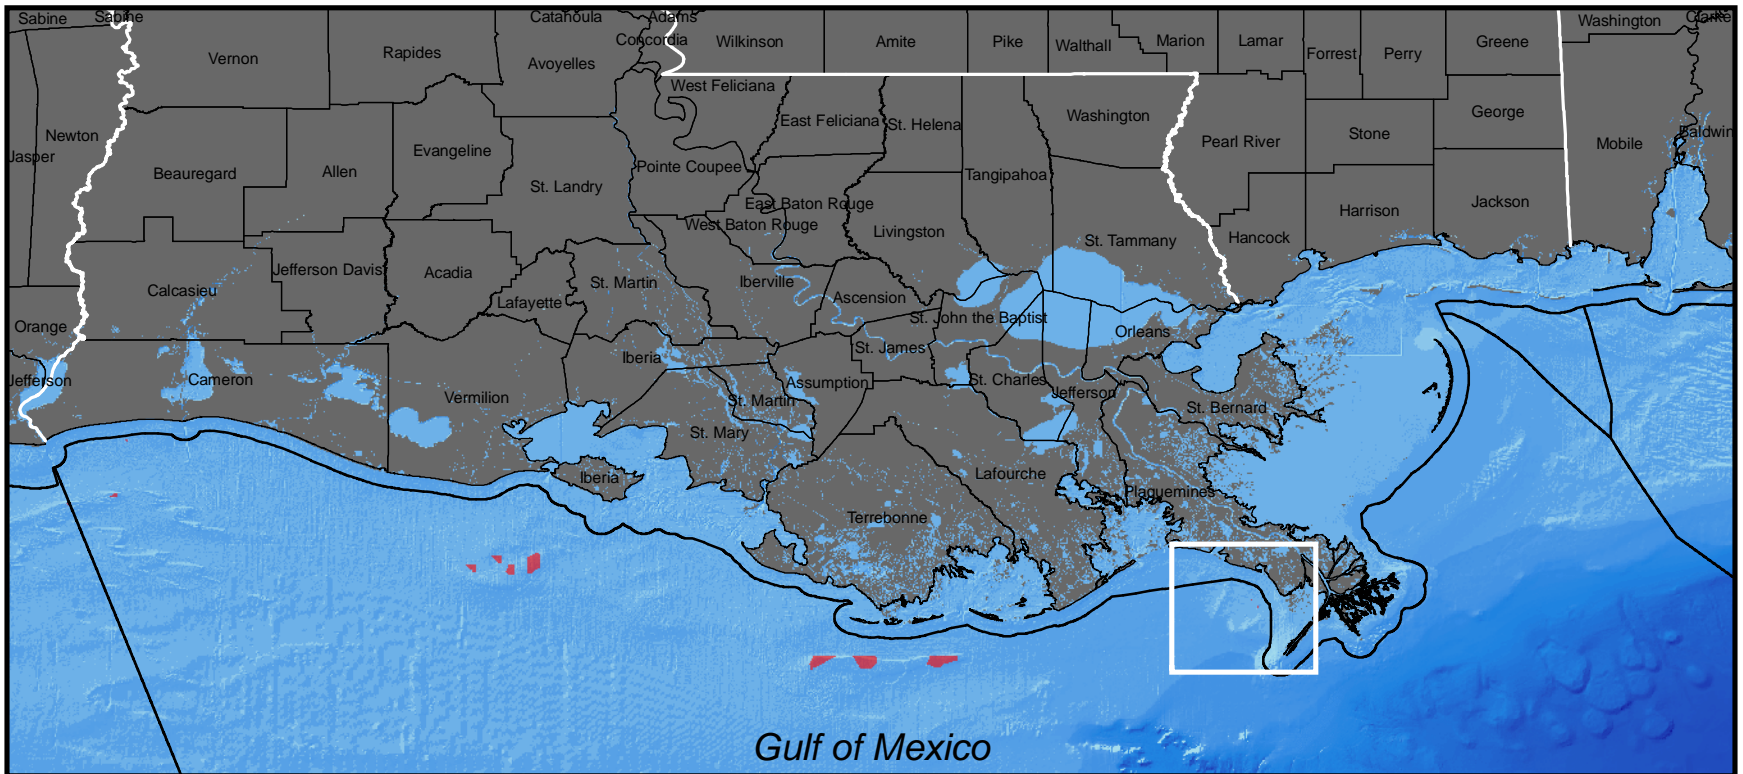 Sabine
Sabine
Catahoula
Adams
Washington
Clarke
Vernon
Rapides
Avoyelles
Concordia
Wilkinson
Amite
Pike
Walthall
Marion
Lamar
Forrest
Perry
Greene
West Feliciana
Newton
Jasper
Evangeline
East Feliciana
St. Helena
Washington
Pearl River
Stone
George
Mobile
Baldwin
Beauregard
Allen
St. Landry
Pointe Coupee
Tangipahoa
East Baton Rouge
West Baton Rouge
Livingston
St. Tammany
Hancock
Harrison
Jackson
Jefferson Davis
Acadia
Calcasieu
Lafayette
St. Martin
Iberville
Ascension
St. John the Baptist
Orleans
Orange
Jefferson
Cameron
Vermilion
Iberia
St. James
Assumption
St. Charles
Jefferson
St. Martin
St. Bernard
St. Mary
Iberia
Lafourche
Plaquemines
Terrebonne
Gulf of Mexico